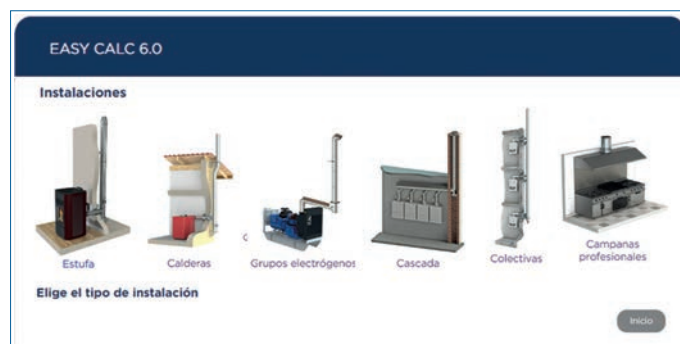 EASY CALC 6.0
Instalaciones
Estufa
Calderas
Grupos electrógenos
Cascada
Colectivas
Campanas
profesionales
Elige el tipo de instalación
Inicio